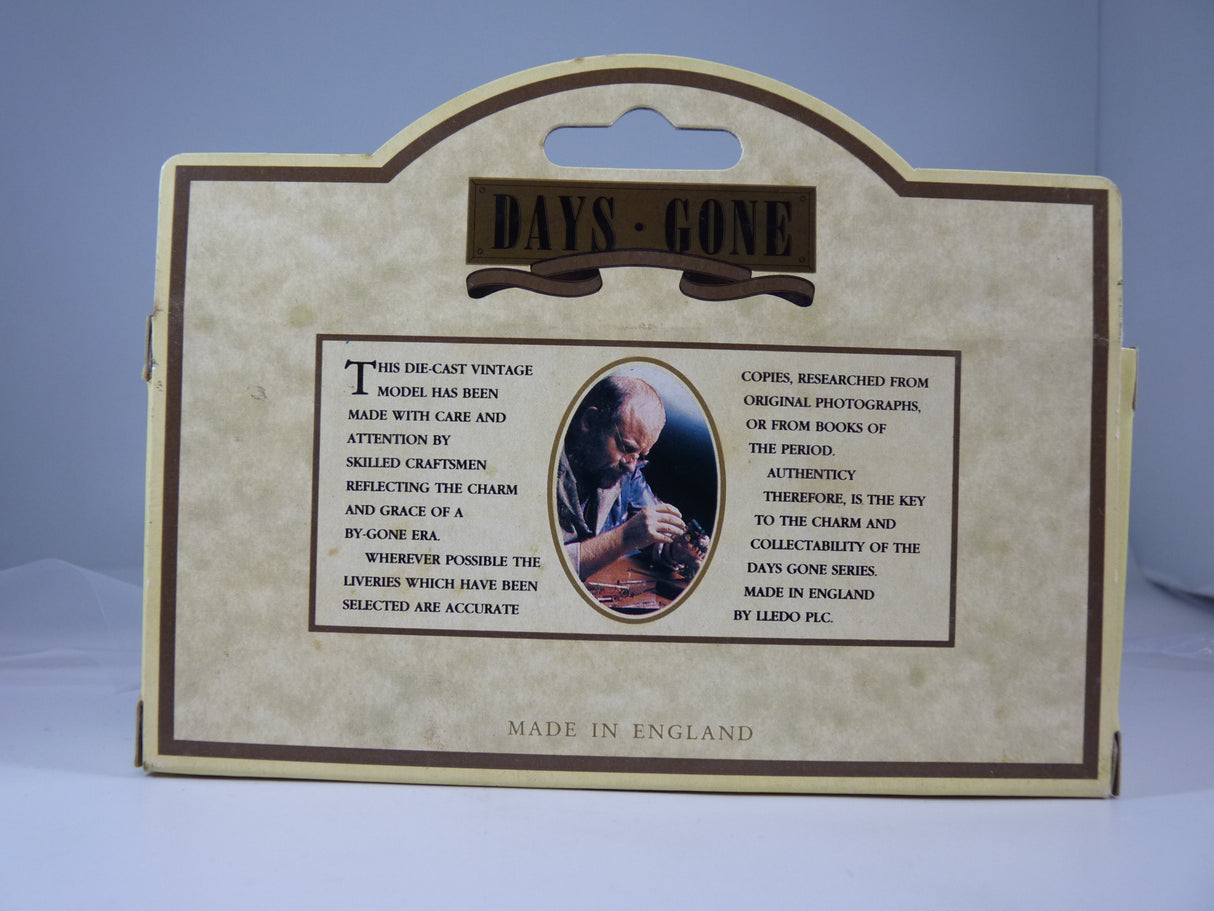 DAYS · GONE
THIS DIE-CAST VINTAGE
MODEL HAS BEEN
MADE WITH CARE AND
ATTENTION BY
SKILLED CRAFTSMEN
REFLECTING THE CHARM
AND GRACE OF A
BY-GONE ERA.
WHEREVER POSSIBLE THE
LIVERIES WHICH HAVE BEEN
SELECTED ARE ACCURATE
COPIES, RESEARCHED FROM
ORIGINAL PHOTOGRAPHS,
OR FROM BOOKS OF
THE PERIOD.
AUTHENTICY
THEREFORE, IS THE KEY
TO THE CHARM AND
COLLECTABILITY OF THE
DAYS GONE SERIES.
MADE IN ENGLAND
BY LLEDO PLC.
MADE IN ENGLAND